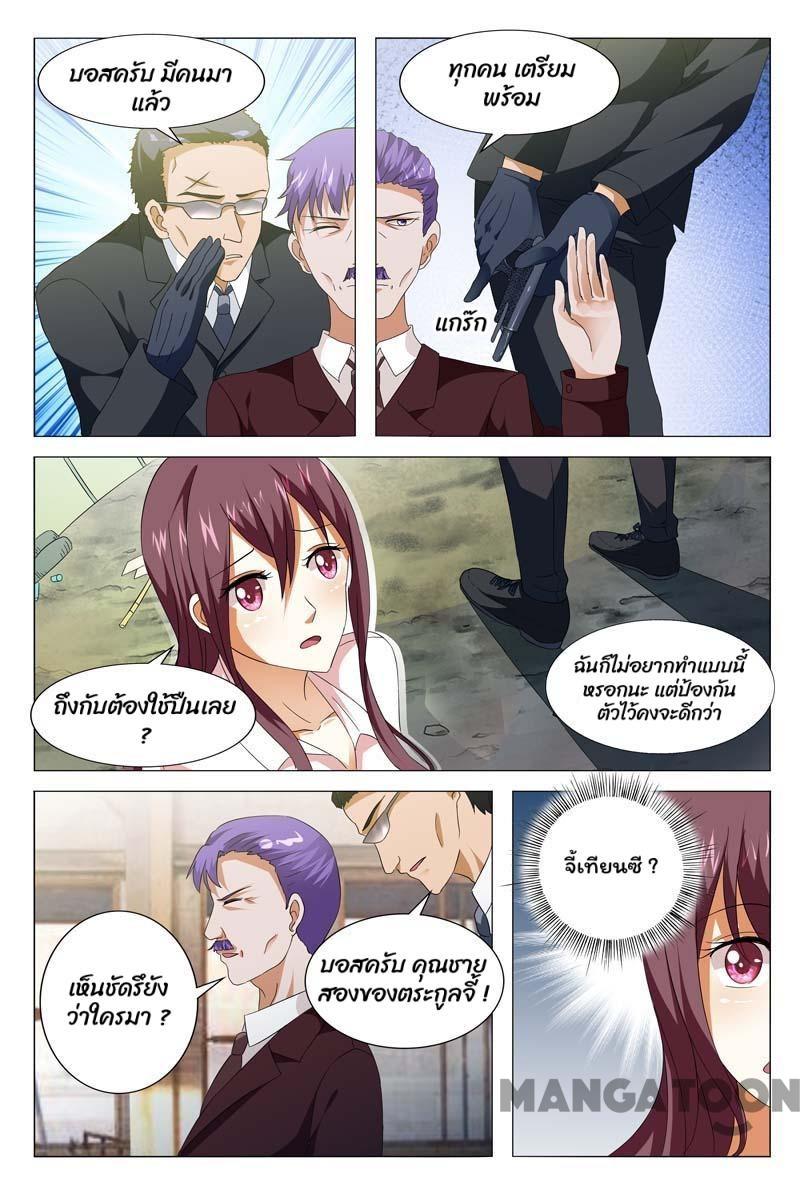 บอสครับ มีคนมา
แล้ว
ทุกคน เตรียม
พร้อม
แกร๊ก
ถึงกับต้องใช้ปืนเลย
?
ฉันก็ไม่อยากทำแบบนี้
หรอกนะ แต่ป้องกัน
ตัวไว้คงจะดีกว่า
เห็นชัดรึยัง
ว่าใครมา ?
บอสครับ คุณชาย
สองของตระกูลจี้ !
จี้เทียนซี ?
MANGATOON